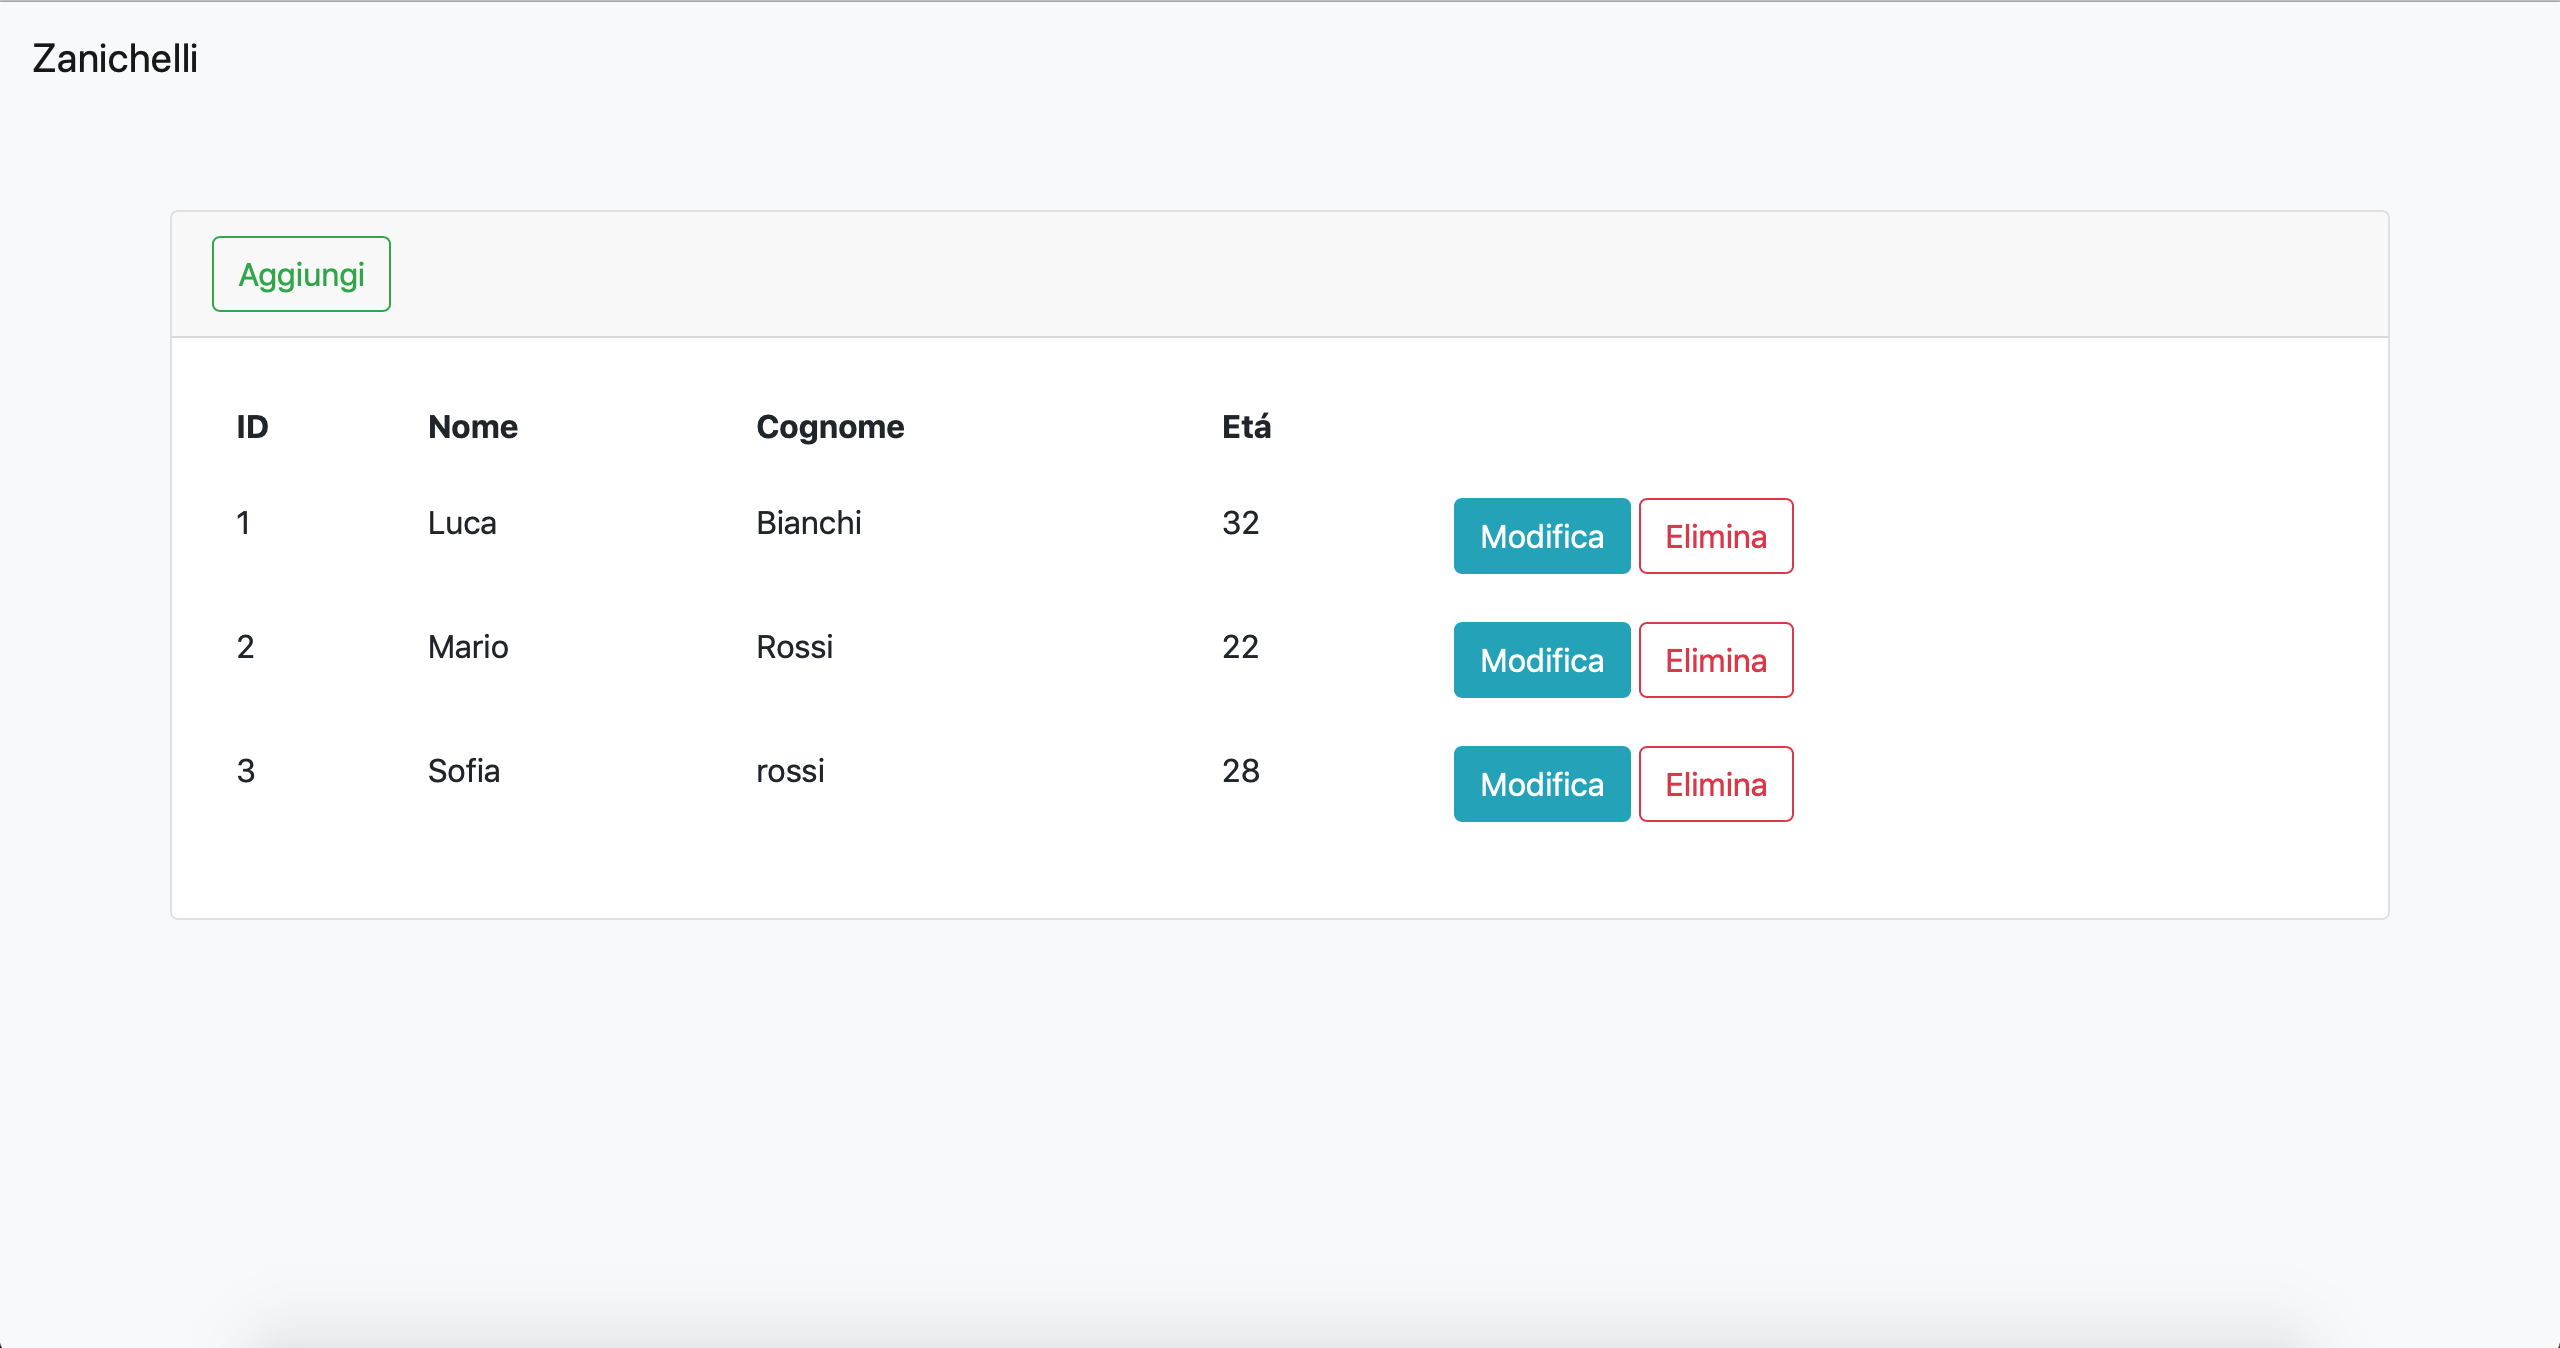 Zanichelli
Aggiungi
ID Nome Cognome Etá
1 Luca Bianchi 32 Modifica Elimina
2 Mario Rossi 22 Modifica Elimina
3 Sofia rossi 28 Modifica Elimina